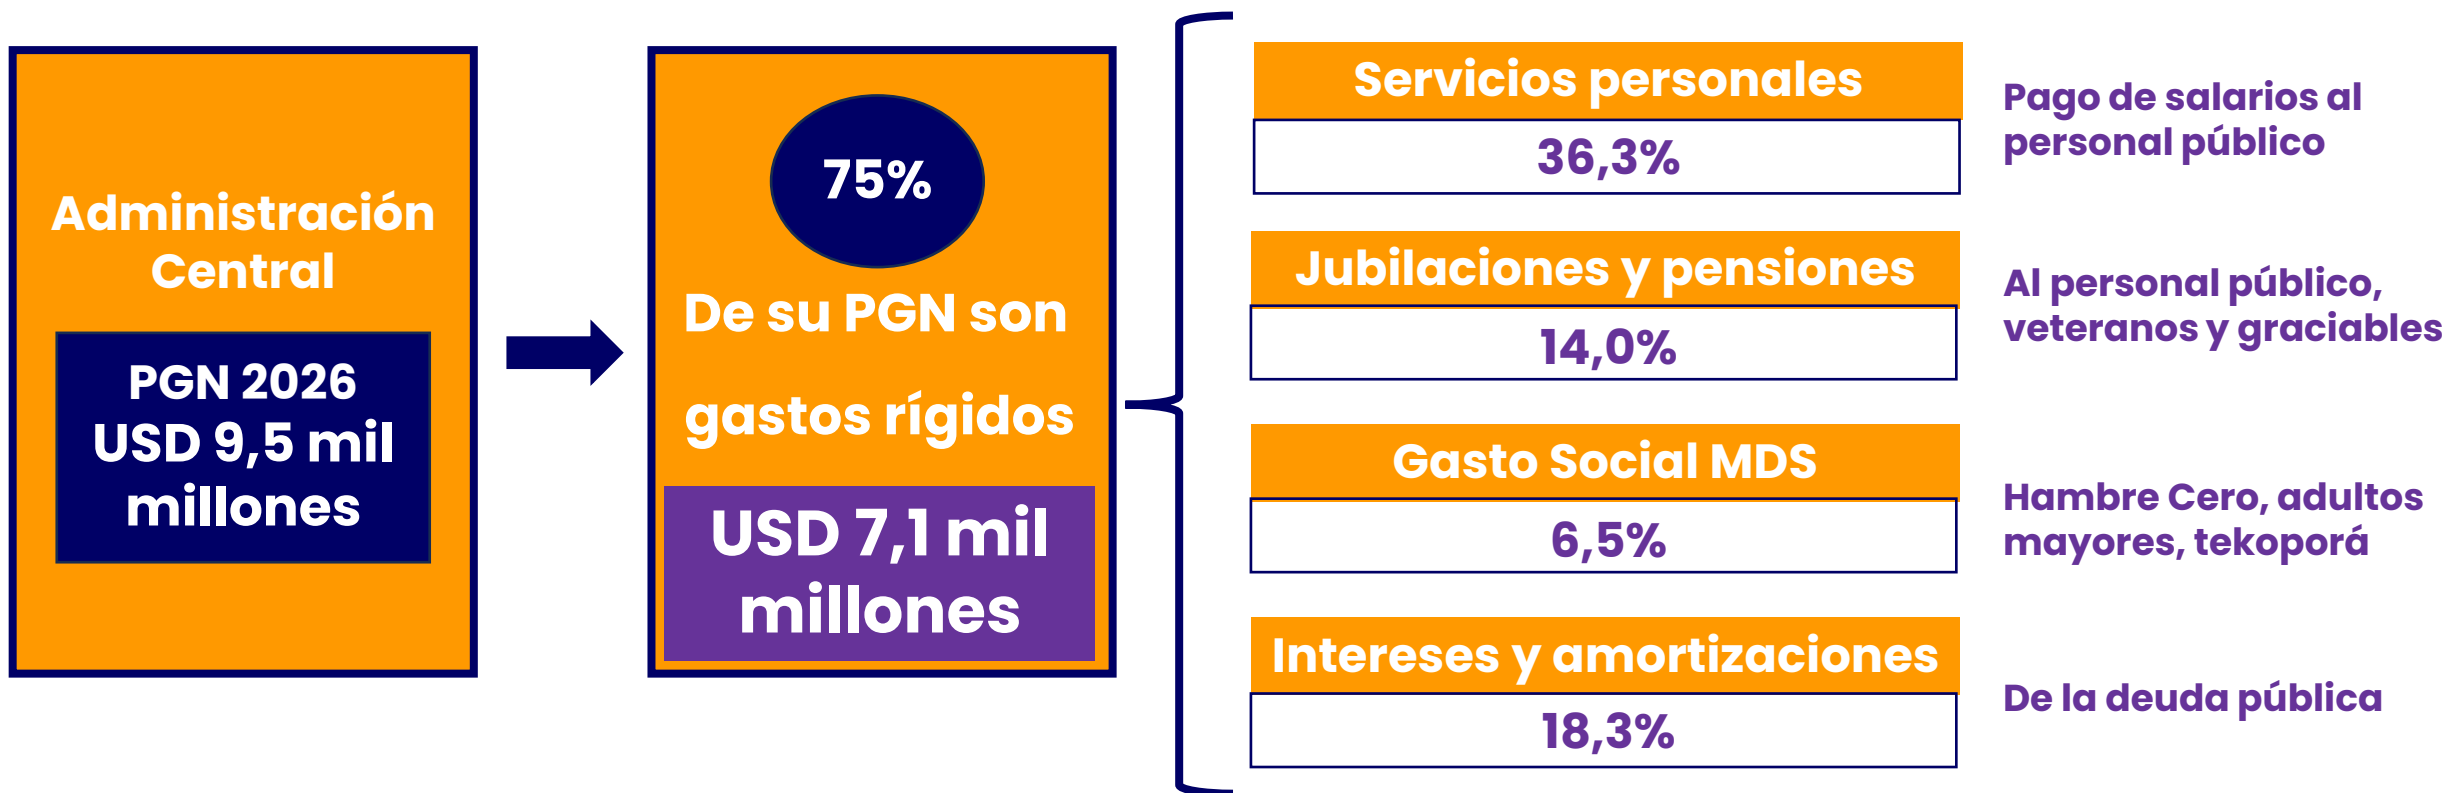 Administración
Central
PGN 2026
USD 9,5 mil
millones
75%
De su PGN son
gastos rígidos
USD 7,1 mil
millones
Servicios personales
36,3%
Pago de salarios al
personal público
Jubilaciones y pensiones
14,0%
Al personal público,
veteranos y graciables
Gasto Social MDS
6,5%
Hambre Cero, adultos
mayores, tekoporá
Intereses y amortizaciones
18,3%
De la deuda pública